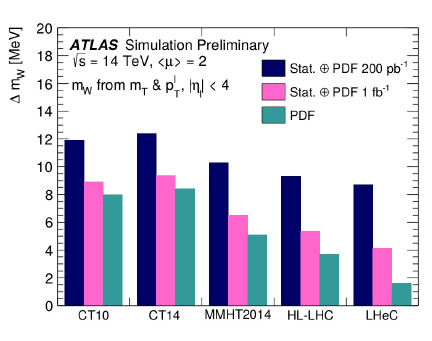 ATLAS Simulation Preliminary
√s = 14 TeV, <μ> = 2
m_W from m_T & p_T^l, |η_l| < 4
Stat. ⊕ PDF 200 pb⁻¹
Stat. ⊕ PDF 1 fb⁻¹
PDF
Δ m_W [MeV]
20
18
16
14
12
10
8
6
4
2
0
CT10 CT14 MMHT2014 HL-LHC LHeC